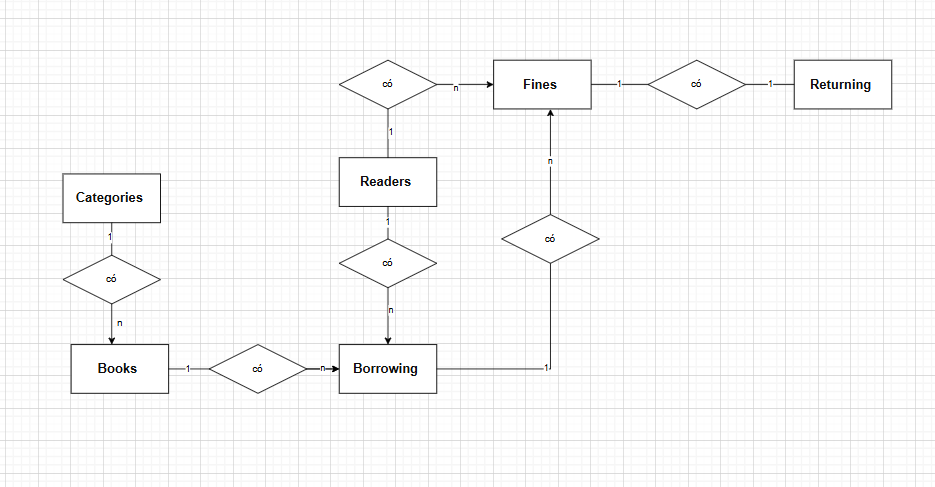 có
n
Fines
1
có
1
Returning
1
n
Readers
Categories
1
1
có
có
có
n
n
Books
1
có
n
Borrowing
1